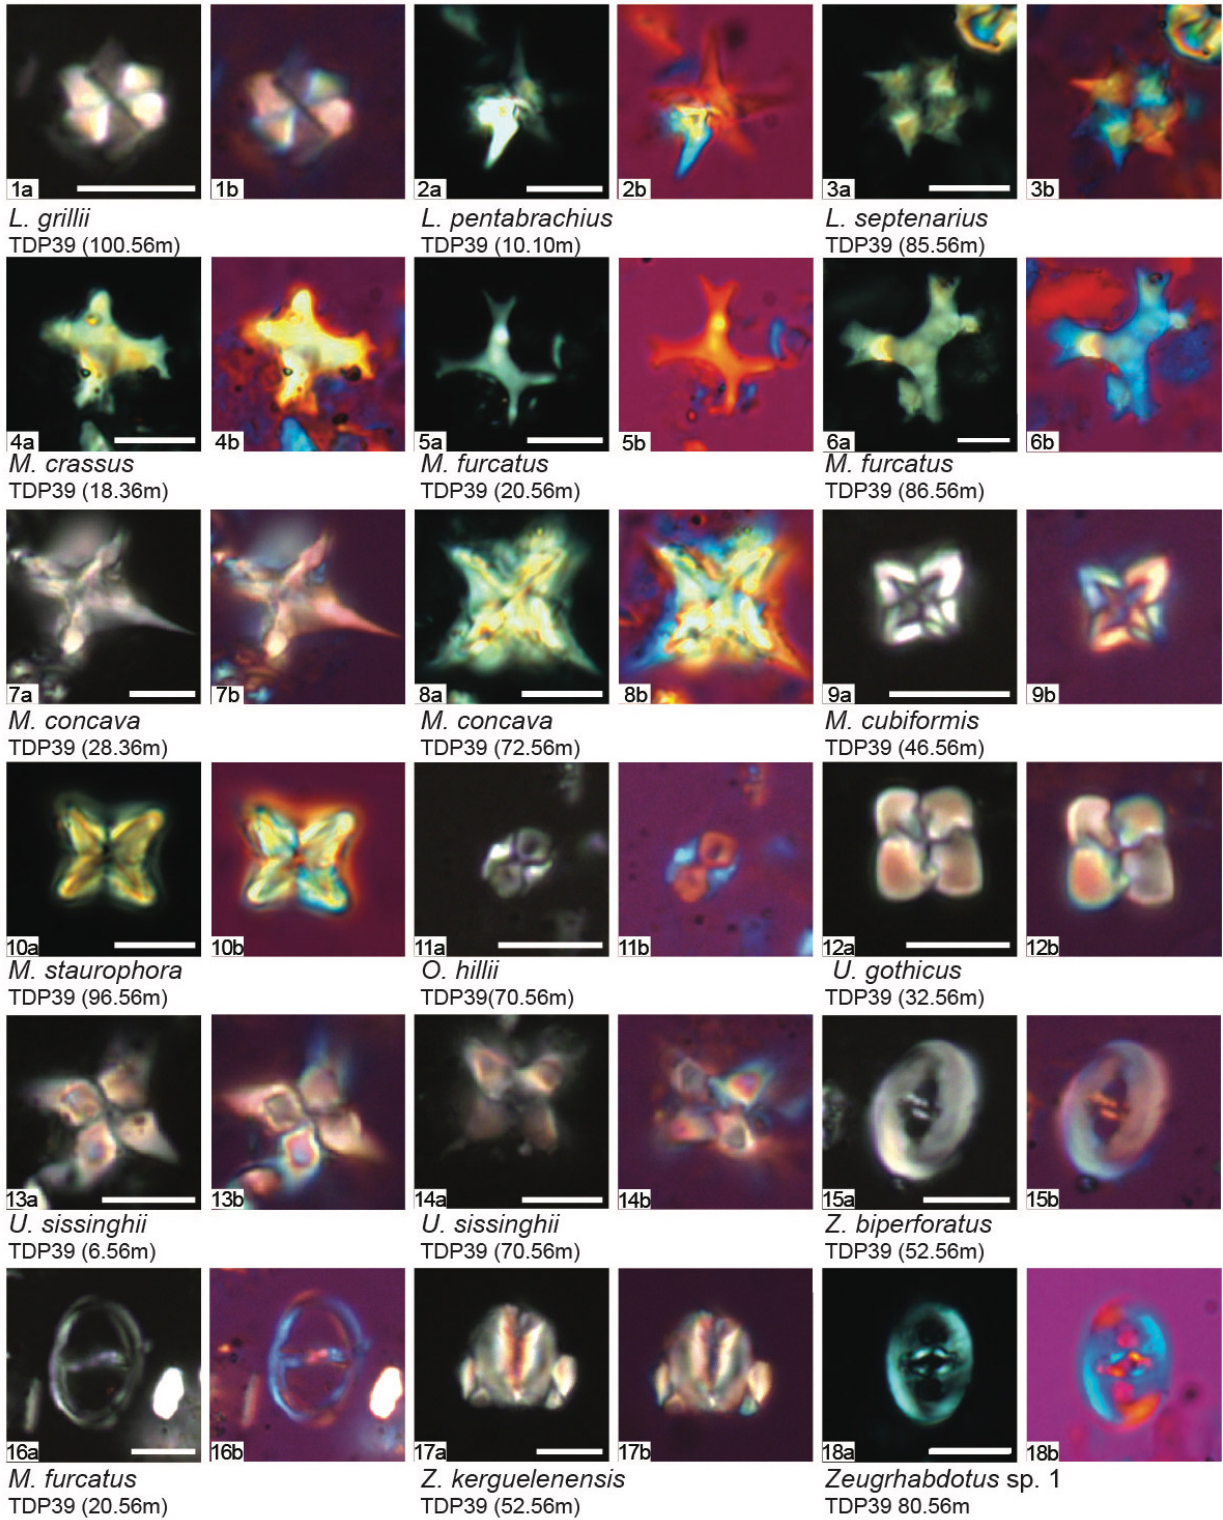 1a 1b 2a 2b 3a 3b
L. grillii L. pentabrachius L. septenarius
TDP39 (100.56m) TDP39 (10.10m) TDP39 (85.56m)
4a 4b 5a 5b 6a 6b
M. crassus M. furcatus M. furcatus
TDP39 (18.36m) TDP39 (20.56m) TDP39 (86.56m)
7a 7b 8a 8b 9a 9b
M. concava M. concava M. cubiformis
TDP39 (28.36m) TDP39 (72.56m) TDP39 (46.56m)
10a 10b 11a 11b 12a 12b
M. staurophora O. hillii U. gothicus
TDP39 (96.56m) TDP39(70.56m) TDP39 (32.56m)
13a 13b 14a 14b 15a 15b
U. sissinghii U. sissinghii Z. biperforatus
TDP39 (6.56m) TDP39 (70.56m) TDP39 (52.56m)
16a 16b 17a 17b 18a 18b
M. furcatus Z. kerguelenensis Zeugrhabdotus sp. 1
TDP39 (20.56m) TDP39 (52.56m) TDP39 80.56m